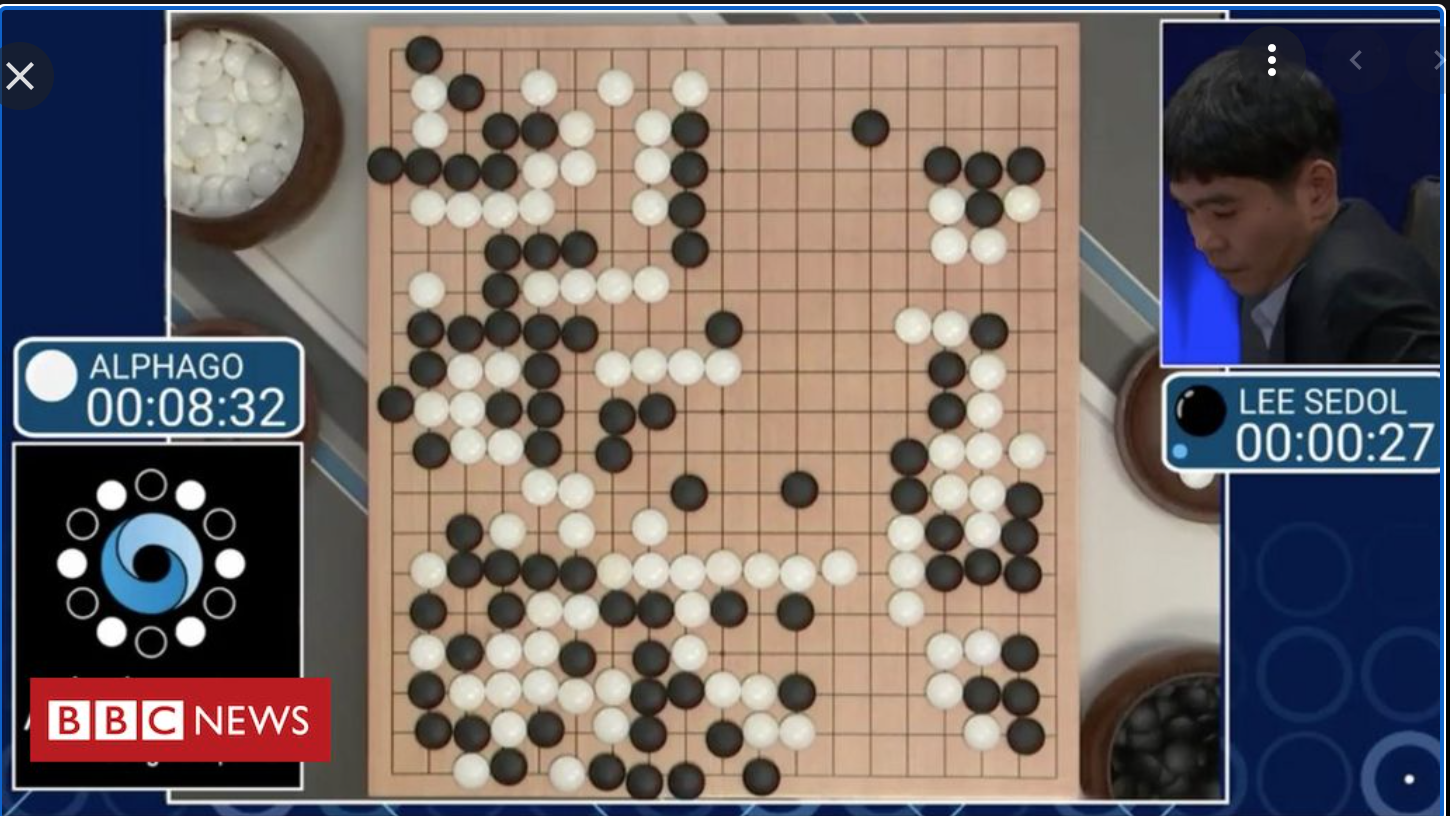 ALPHAGO
00:08:32
LEE SEDOL
00:00:27
BBC NEWS